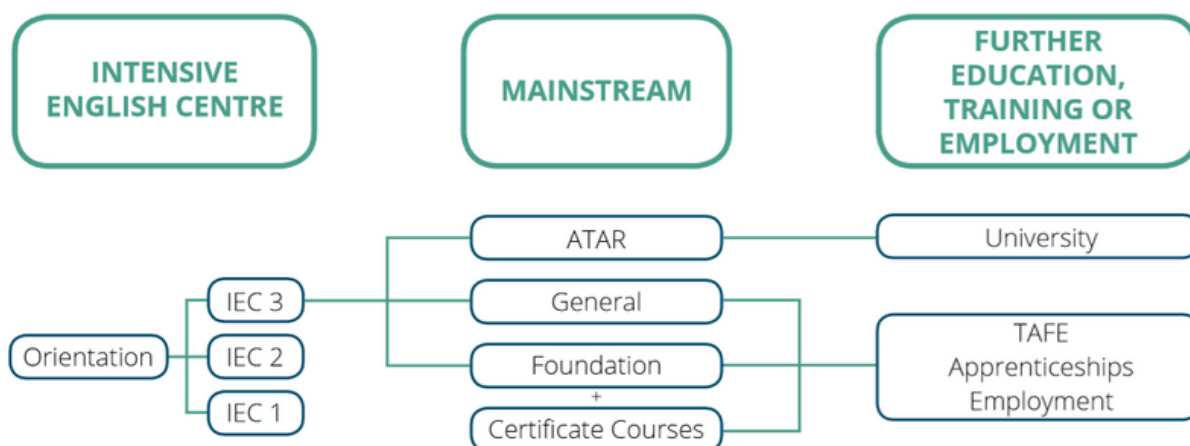 INTENSIVE
ENGLISH CENTRE
MAINSTREAM
FURTHER
EDUCATION,
TRAINING OR
EMPLOYMENT
Orientation
IEC 3
IEC 2
IEC 1
ATAR
General
Foundation
+
Certificate Courses
University
TAFE
Apprenticeships
Employment